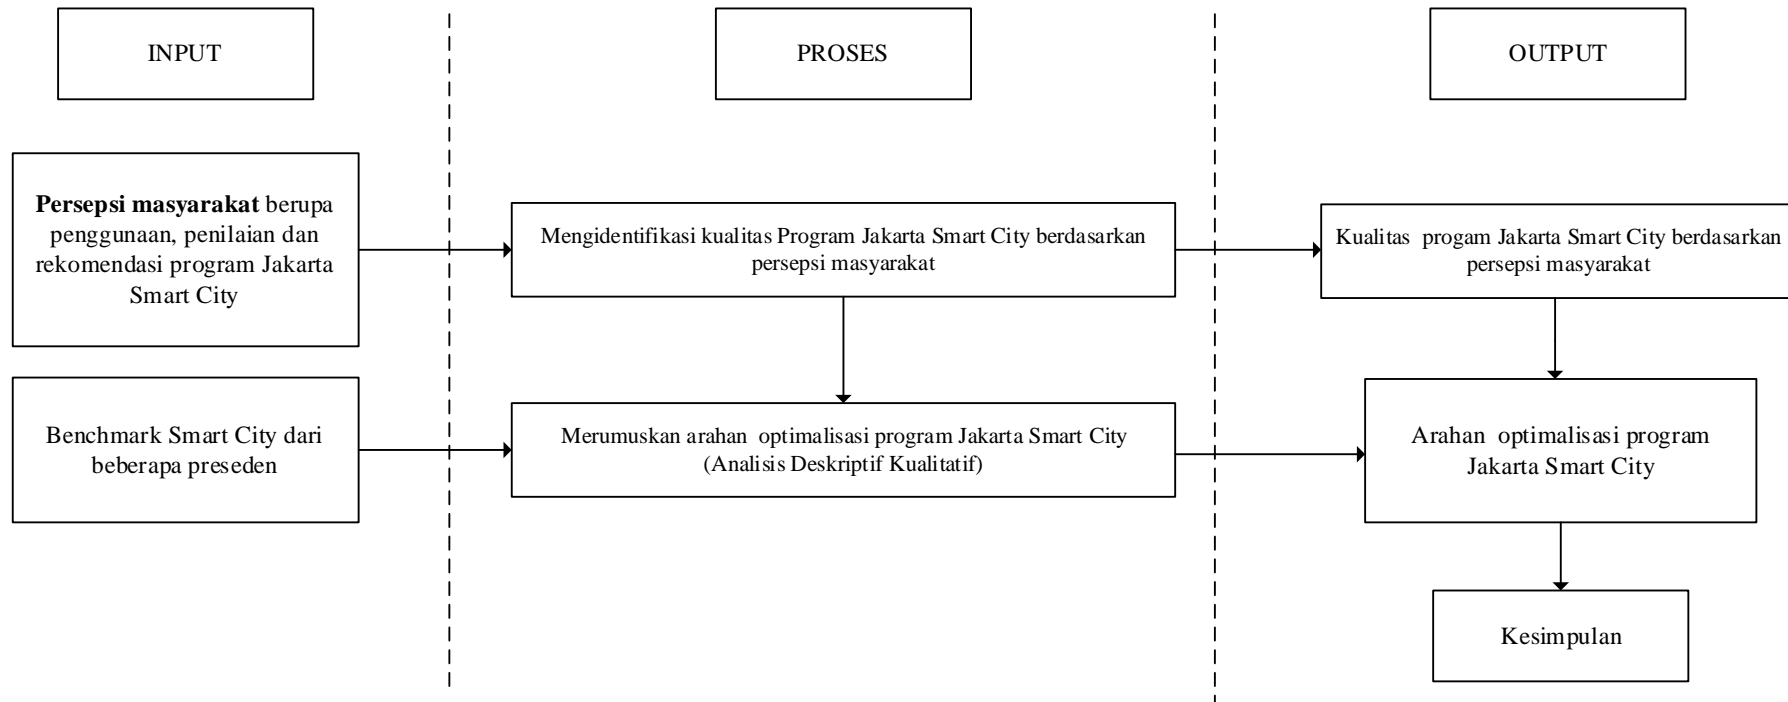 INPUT
PROSES
OUTPUT
Persepsi masyarakat berupa
penggunaan, penilaian dan
rekomendasi program Jakarta
Smart City
Mengidentifikasi kualitas Program Jakarta Smart City berdasarkan
persepsi masyarakat
Kualitas progam Jakarta Smart City berdasarkan
persepsi masyarakat
Benchmark Smart City dari
beberapa preseden
Merumuskan arahan optimalisasi program Jakarta Smart City
(Analisis Deskriptif Kualitatif)
Arahan optimalisasi program
Jakarta Smart City
Kesimpulan